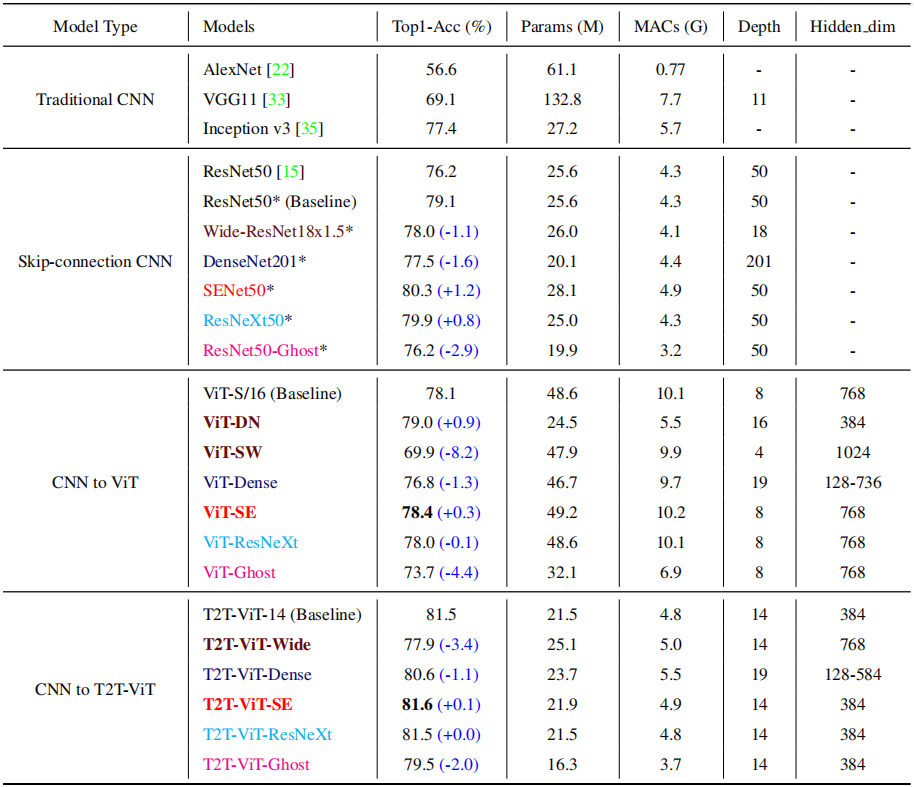 Model Type Models Top1-Acc (%) Params (M) MACs (G) Depth Hidden_dim
AlexNet [22] 56.6 61.1 0.77 - -
Traditional CNN VGG11 [33] 69.1 132.8 7.7 11 -
Inception v3 [35] 77.4 27.2 5.7 - -
ResNet50 [15] 76.2 25.6 4.3 50 -
ResNet50* (Baseline) 79.1 25.6 4.3 50 -
Wide-ResNet18x1.5* 78.0 (-1.1) 26.0 4.1 18 -
Skip-connection CNN DenseNet201* 77.5 (-1.6) 20.1 4.4 201 -
SENet50* 80.3 (+1.2) 28.1 4.9 50 -
ResNeXt50* 79.9 (+0.8) 25.0 4.3 50 -
ResNet50-Ghost* 76.2 (-2.9) 19.9 3.2 50 -
ViT-S/16 (Baseline) 78.1 48.6 10.1 8 768
ViT-DN 79.0 (+0.9) 24.5 5.5 16 384
ViT-SW 69.9 (-8.2) 47.9 9.9 4 1024
CNN to ViT ViT-Dense 76.8 (-1.3) 46.7 9.7 19 128-736
ViT-SE 78.4 (+0.3) 49.2 10.2 8 768
ViT-ResNeXt 78.0 (-0.1) 48.6 10.1 8 768
ViT-Ghost 73.7 (-4.4) 32.1 6.9 8 768
T2T-ViT-14 (Baseline) 81.5 21.5 4.8 14 384
T2T-ViT-Wide 77.9 (-3.4) 25.1 5.0 14 768
T2T-ViT-Dense 80.6 (-1.1) 23.7 5.5 19 128-584
CNN to T2T-ViT T2T-ViT-SE 81.6 (+0.1) 21.9 4.9 14 384
T2T-ViT-ResNeXt 81.5 (+0.0) 21.5 4.8 14 384
T2T-ViT-Ghost 79.5 (-2.0) 16.3 3.7 14 384